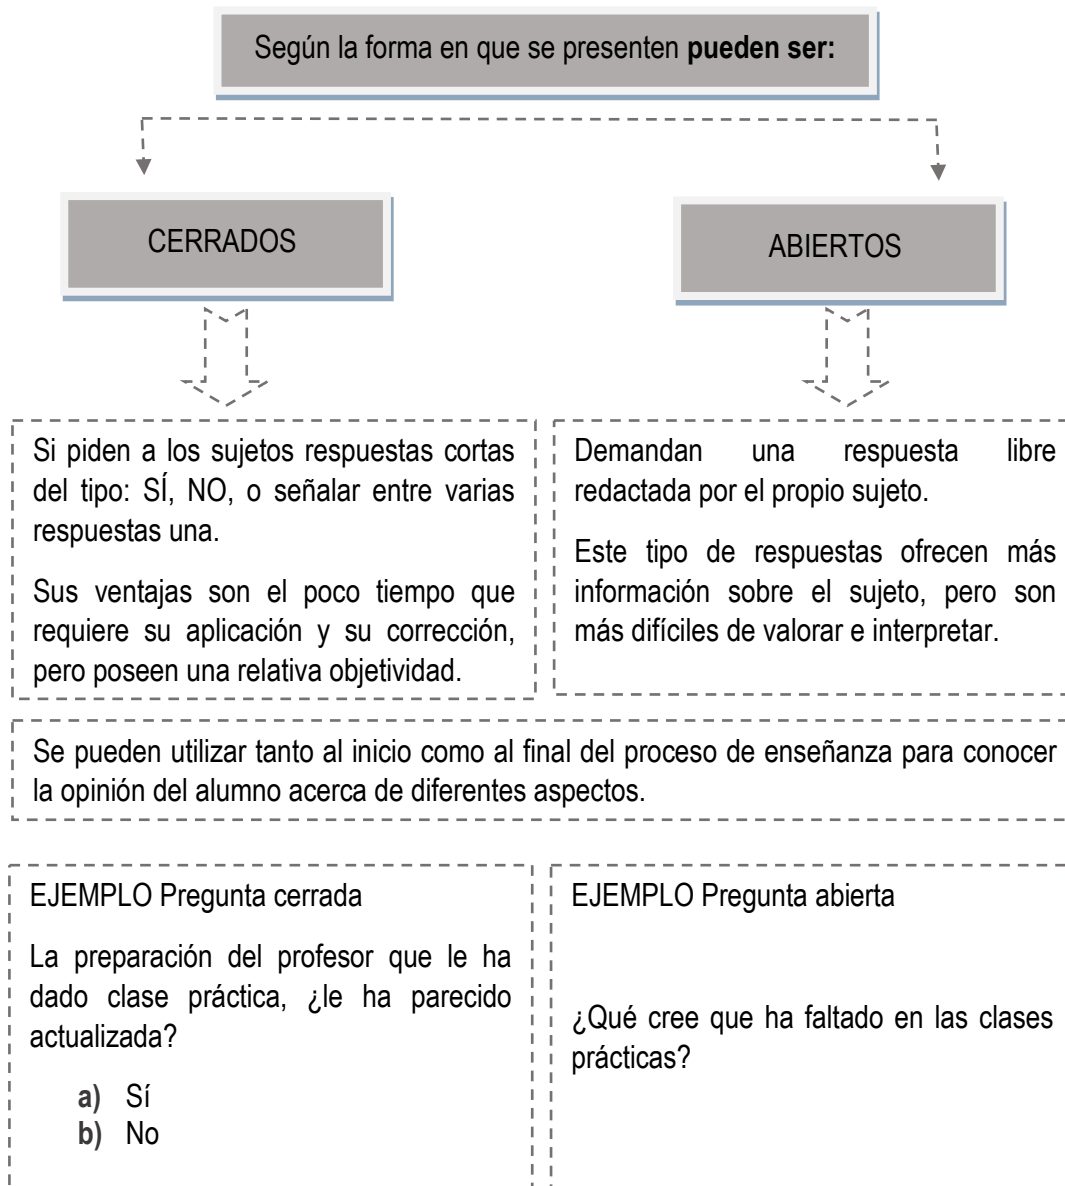 Según la forma en que se presenten pueden ser:
CERRADOS
ABIERTOS
Si piden a los sujetos respuestas cortas
del tipo: SÍ, NO, o señalar entre varias
respuestas una.
Sus ventajas son el poco tiempo que
requiere su aplicación y su corrección,
pero poseen una relativa objetividad.
Demandan una respuesta libre
redactada por el propio sujeto.
Este tipo de respuestas ofrecen más
información sobre el sujeto, pero son
más difíciles de valorar e interpretar.
Se pueden utilizar tanto al inicio como al final del proceso de enseñanza para conocer
la opinión del alumno acerca de diferentes aspectos.
EJEMPLO Pregunta cerrada
La preparación del profesor que le ha
dado clase práctica, ¿le ha parecido
actualizada?
a) Sí
b) No
EJEMPLO Pregunta abierta
¿Qué cree que ha faltado en las clases
prácticas?